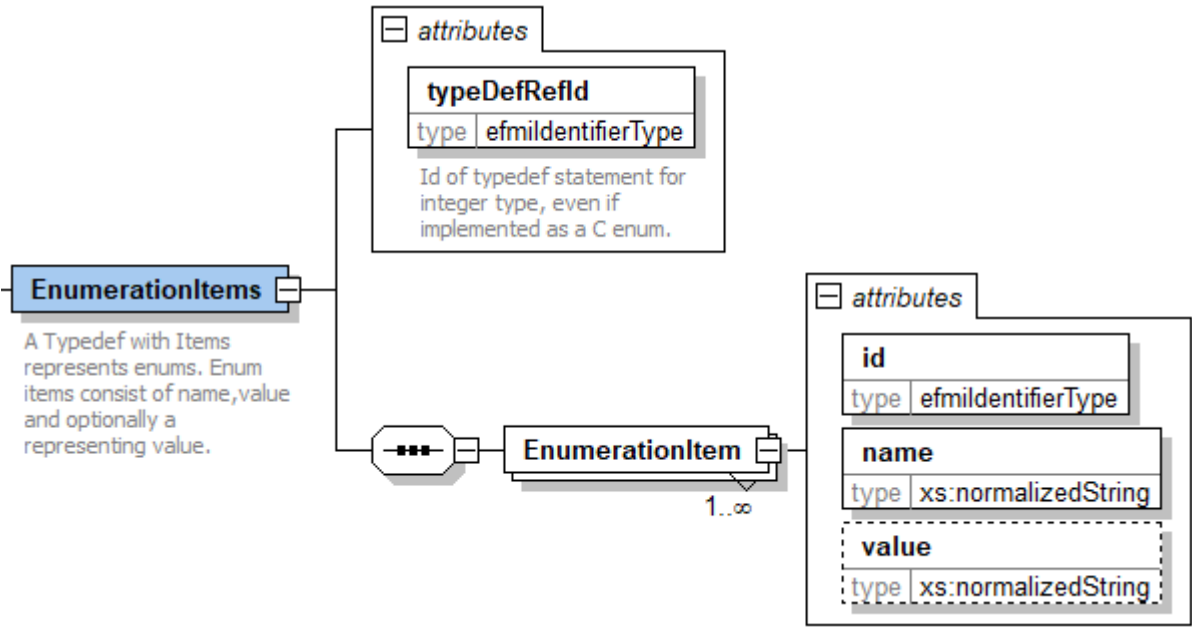 attributes
typeDefRefId
type efmiIdentifierType
Id of typedef statement for
integer type, even if
implemented as a C enum.
EnumerationItems
A Typedef with Items
represents enums. Enum
items consist of name,value
and optionally a
representing value.
EnumerationItem
1..∞
attributes
id
type efmiIdentifierType
name
type xs:normalizedString
value
type xs:normalizedString